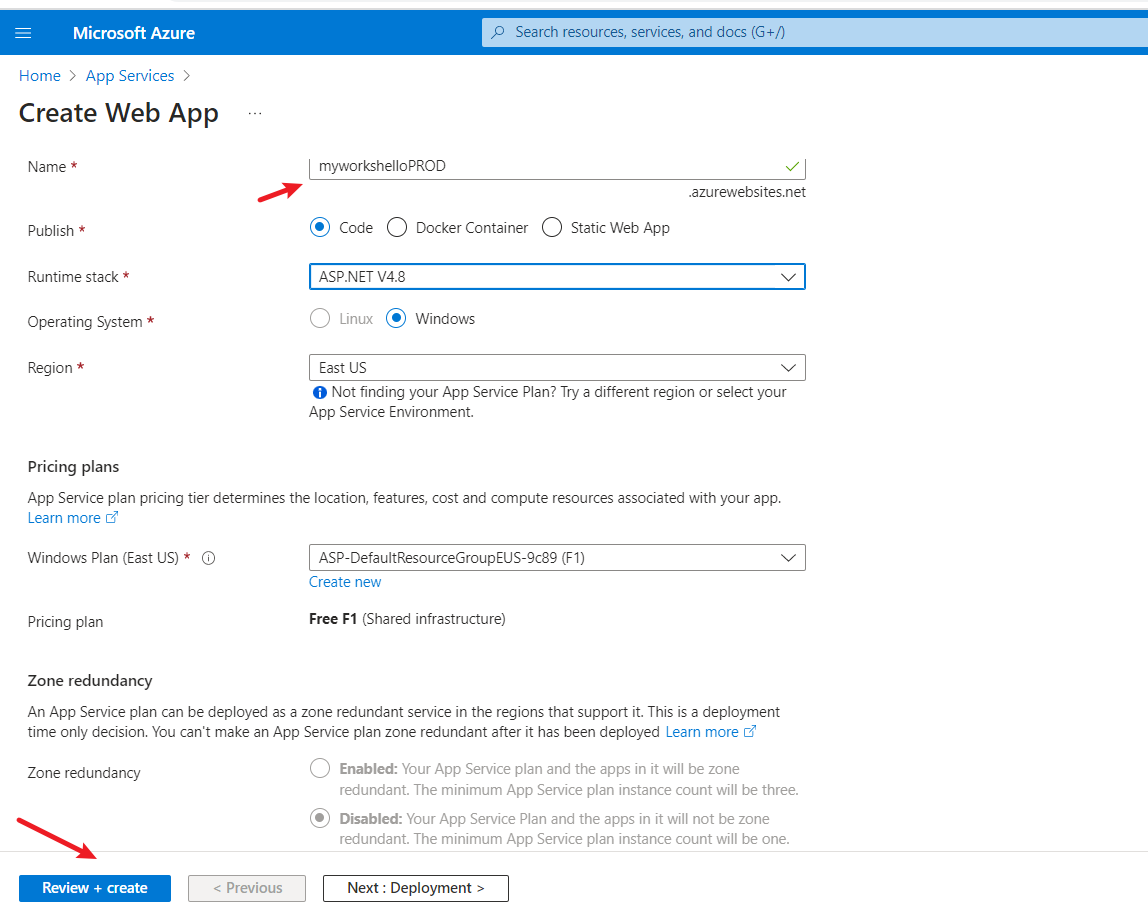 Microsoft Azure
Search resources, services, and docs (G+/)
Home > App Services >
Create Web App ...
Name *
myworkshelloPROD
.azurewebsites.net
Publish *
Code
Docker Container
Static Web App
Runtime stack *
ASP.NET V4.8
Operating System *
Linux
Windows
Region *
East US
Not finding your App Service Plan? Try a different region or select your
App Service Environment.
Pricing plans
App Service plan pricing tier determines the location, features, cost and compute resources associated with your app.
Learn more
Windows Plan (East US) *
ASP-DefaultResourceGroupEUS-9c89 (F1)
Create new
Pricing plan
Free F1 (Shared infrastructure)
Zone redundancy
An App Service plan can be deployed as a zone redundant service in the regions that support it. This is a deployment
time only decision. You can't make an App Service plan zone redundant after it has been deployed Learn more
Zone redundancy
Enabled: Your App Service plan and the apps in it will be zone
redundant. The minimum App Service plan instance count will be three.
Disabled: Your App Service Plan and the apps in it will not be zone
redundant. The minimum App Service plan instance count will be one.
Review + create
< Previous
Next : Deployment >